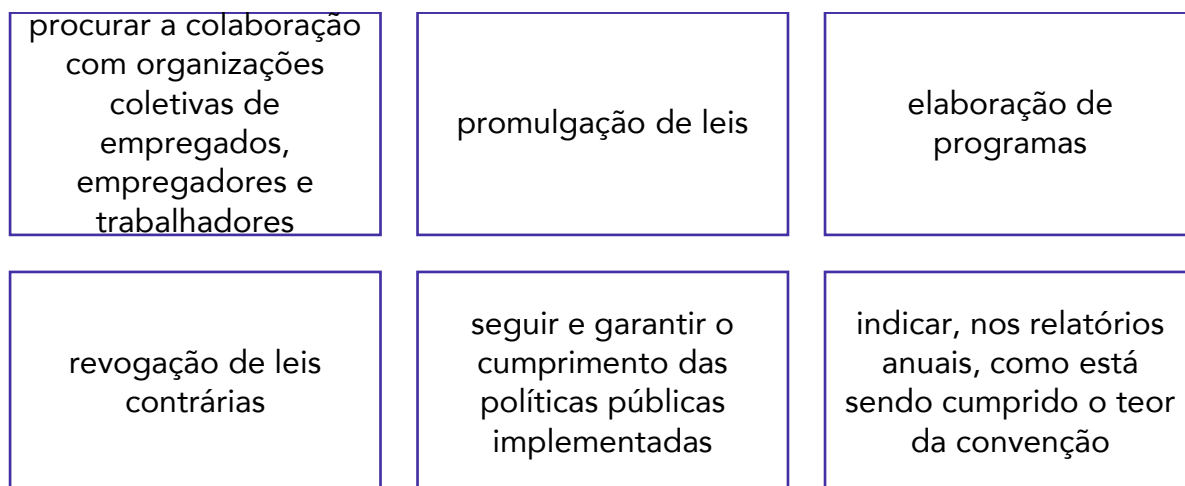 procurar a colaboração
com organizações
coletivas de
empregados,
empregadores e
trabalhadores
promulgação de leis
elaboração de
programas
revogação de leis
contrárias
seguir e garantir o
cumprimento das
políticas públicas
implementadas
indicar, nos relatórios
anuais, como está
sendo cumprido o teor
da convenção